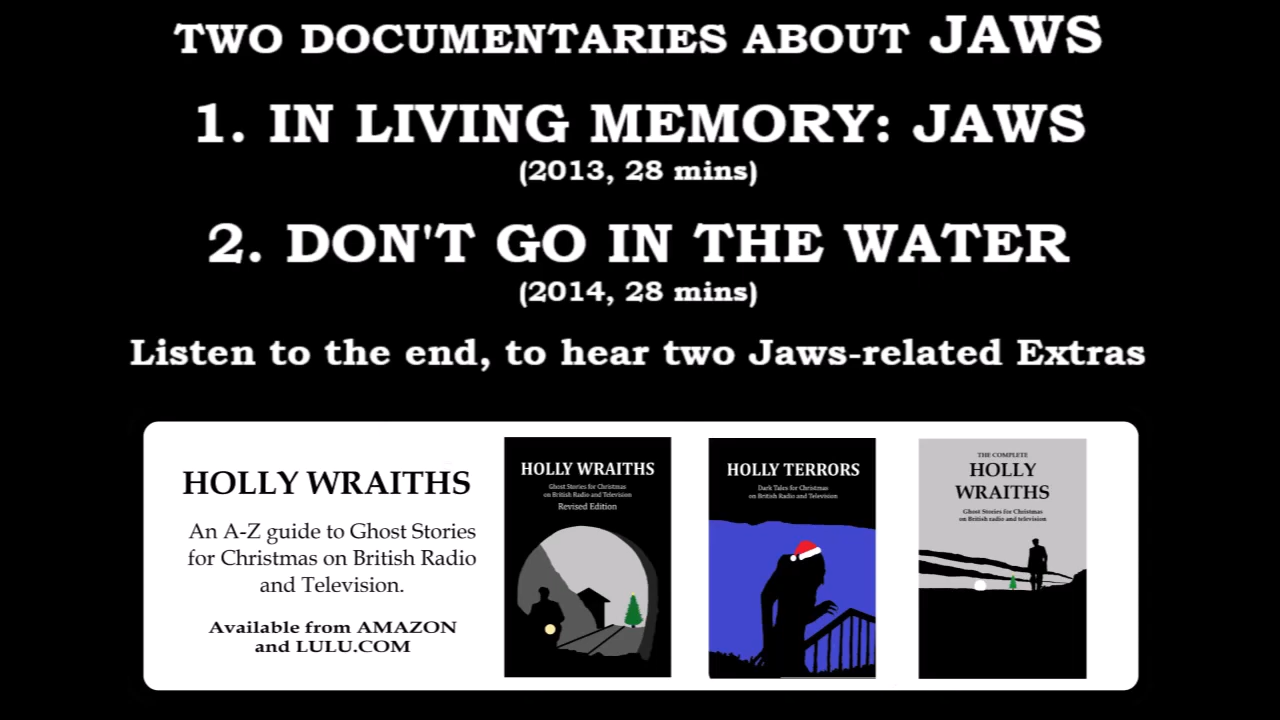 TWO DOCUMENTARIES ABOUT JAWS
1. IN LIVING MEMORY: JAWS
(2013, 28 mins)
2. DON'T GO IN THE WATER
(2014, 28 mins)
Listen to the end, to hear two Jaws-related Extras
HOLLY WRAITHS
An A-Z guide to Ghost Stories
for Christmas on British Radio
and Television.
Available from AMAZON
and LULU.COM
HOLLY WRAITHS
Ghost Stories for Christmas
on British Radio and Television
Revised Edition
HOLLY TERRORS
Dark Tales for Christmas
on British Radio and Television
THE COMPLETE
HOLLY
WRAITHS
Ghost Stories for Christmas
on British radio and television